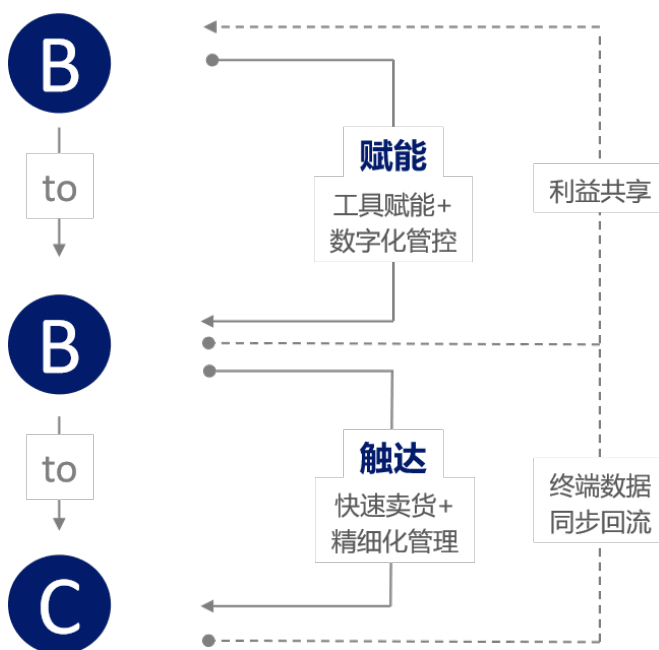 B
to
赋能
工具赋能+
数字化管控
利益共享
B
to
触达
快速卖货+
精细化管理
终端数据
同步回流
C